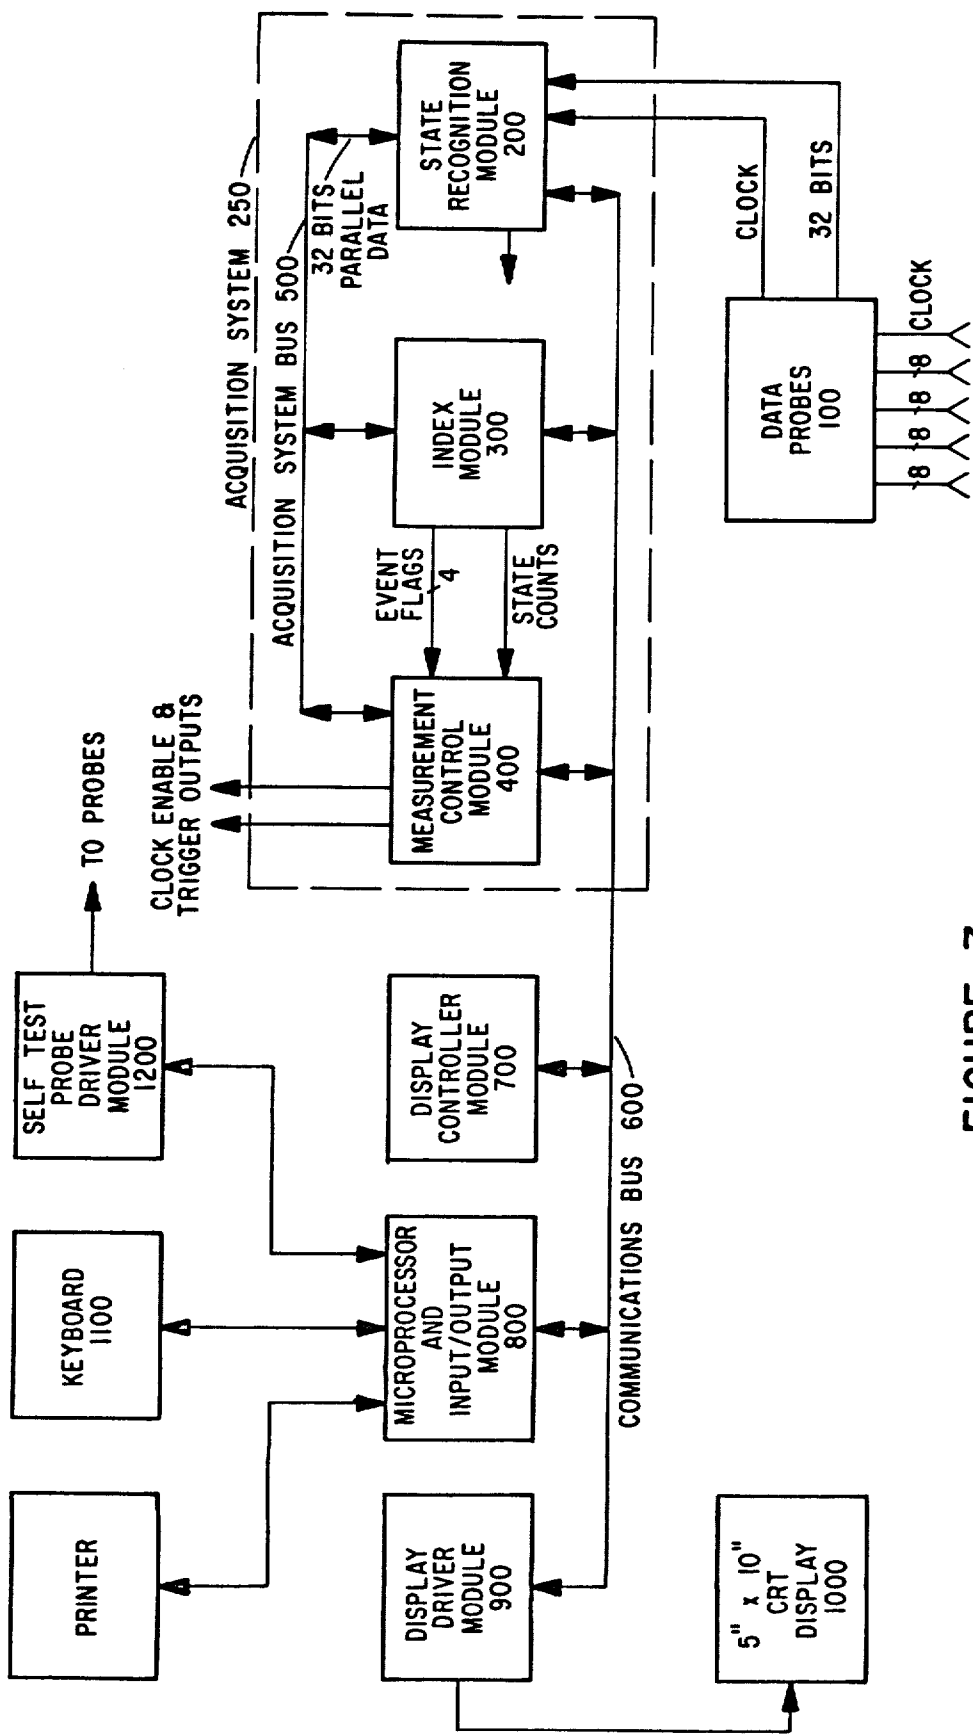 PRINTER
KEYBOARD
1100
SELF TEST
PROBE
DRIVER
MODULE
1200
TO PROBES
CLOCK ENABLE &
TRIGGER OUTPUTS
ACQUISITION SYSTEM 250
ACQUISITION SYSTEM BUS 500
32 BITS
PARALLEL
DATA
DISPLAY
DRIVER
MODULE
900
MICROPROCESSOR
AND
INPUT/OUTPUT
MODULE
800
DISPLAY
CONTROLLER
MODULE
700
MEASUREMENT
CONTROL
MODULE
400
EVENT
FLAGS
4
STATE
COUNTS
INDEX
MODULE
300
STATE
RECOGNITION
MODULE
200
COMMUNICATIONS BUS 600
5" x 10"
CRT
DISPLAY
1000
CLOCK
32 BITS
DATA
PROBES
100
8
8
8
8
CLOCK